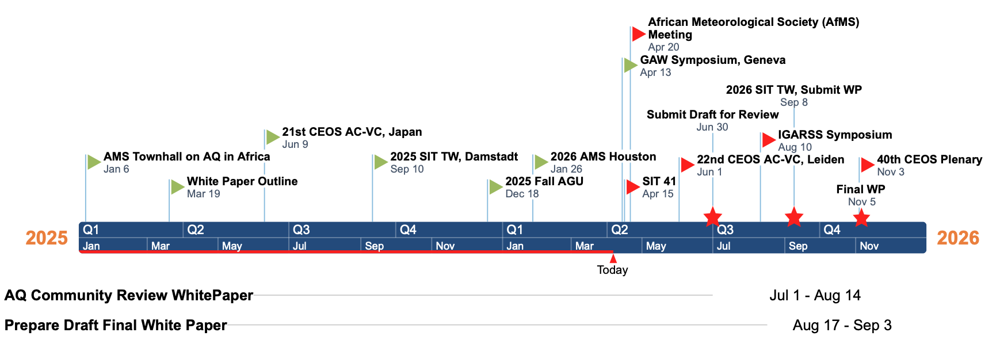 African Meteorological Society (AfMS)
Meeting
Apr 20
GAW Symposium, Geneva
Apr 13
2026 SIT TW, Submit WP
Sep 8
Submit Draft for Review
Jun 30
21st CEOS AC-VC, Japan
Jun 9
IGARSS Symposium
Aug 10
AMS Townhall on AQ in Africa
Jan 6
2025 SIT TW, Damstadt
Sep 10
2026 AMS Houston
Jan 26
22nd CEOS AC-VC, Leiden
Jun 1
40th CEOS Plenary
Nov 3
White Paper Outline
Mar 19
2025 Fall AGU
Dec 18
SIT 41
Apr 15
Final WP
Nov 5
2025
Q1 Q2 Q3 Q4 Q1 Q2 Q3 Q4
Jan Mar May Jul Sep Nov Jan Mar May Jul Sep Nov
2026
Today
AQ Community Review WhitePaper Jul 1 - Aug 14
Prepare Draft Final White Paper Aug 17 - Sep 3